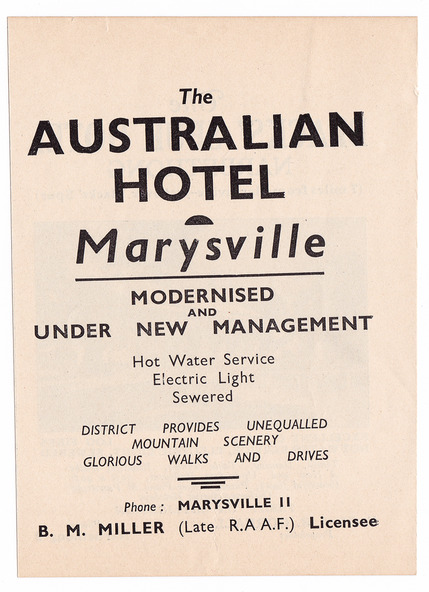 The
AUSTRALIAN
HOTEL
Marysville
MODERNISED
AND
UNDER NEW MANAGEMENT
Hot Water Service
Electric Light
Sewered
DISTRICT PROVIDES UNEQUALLED
MOUNTAIN SCENERY
GLORIOUS WALKS AND DRIVES
Phone : MARYSVILLE 11
B. M. MILLER (Late R.A.A.F.) Licensee